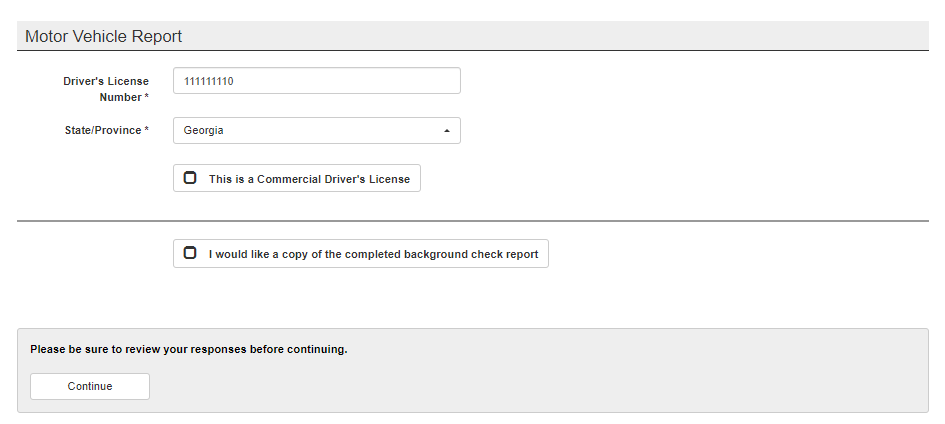 Motor Vehicle Report
Driver's License
Number *
111111110
State/Province *
Georgia
This is a Commercial Driver's License
I would like a copy of the completed background check report
Please be sure to review your responses before continuing.
Continue